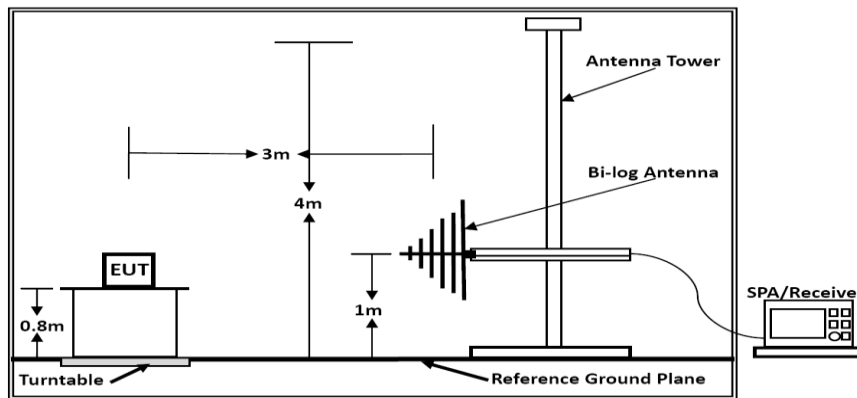 Antenna Tower
3m
Bi-log Antenna
4m
EUT
1m
0.8m
SPA/Receive
Turntable
Reference Ground Plane